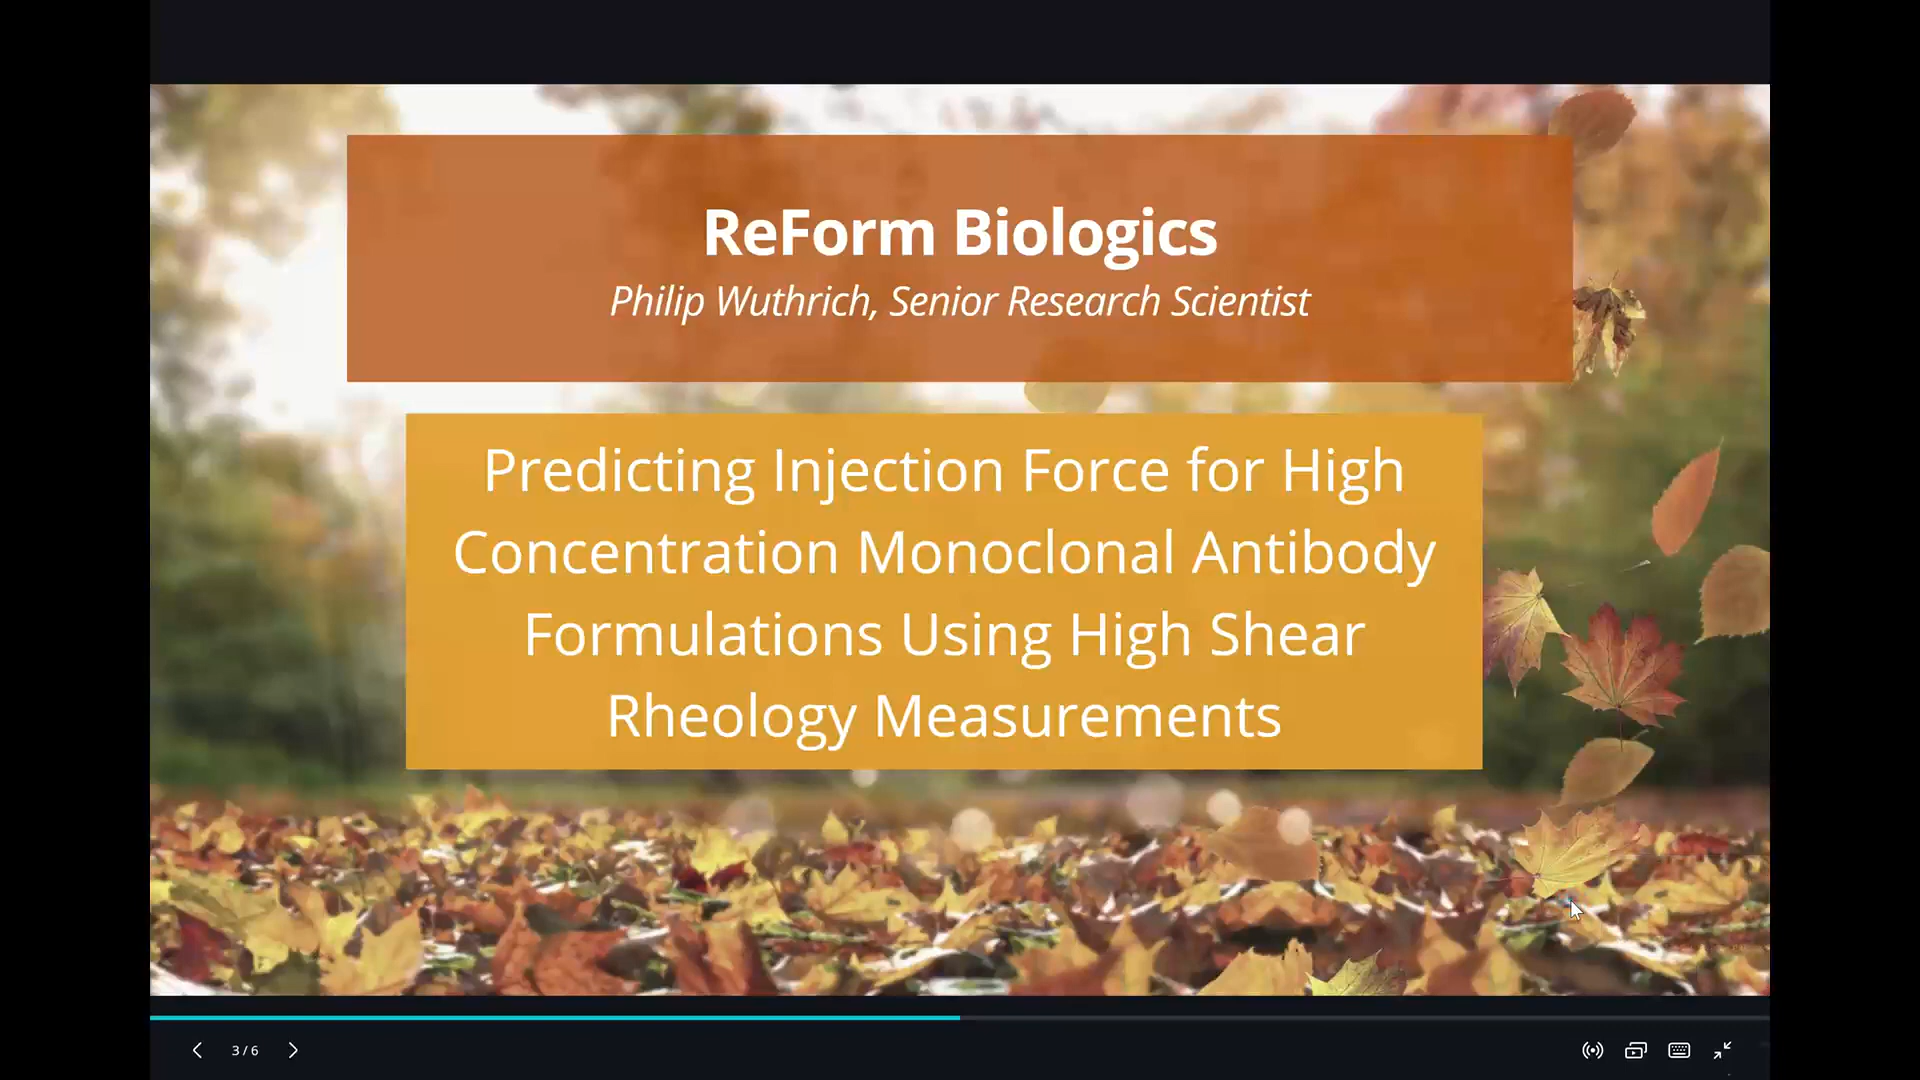 ReForm Biologics
Philip Wuthrich, Senior Research Scientist
Predicting Injection Force for High
Concentration Monoclonal Antibody
Formulations Using High Shear
Rheology Measurements
3/6